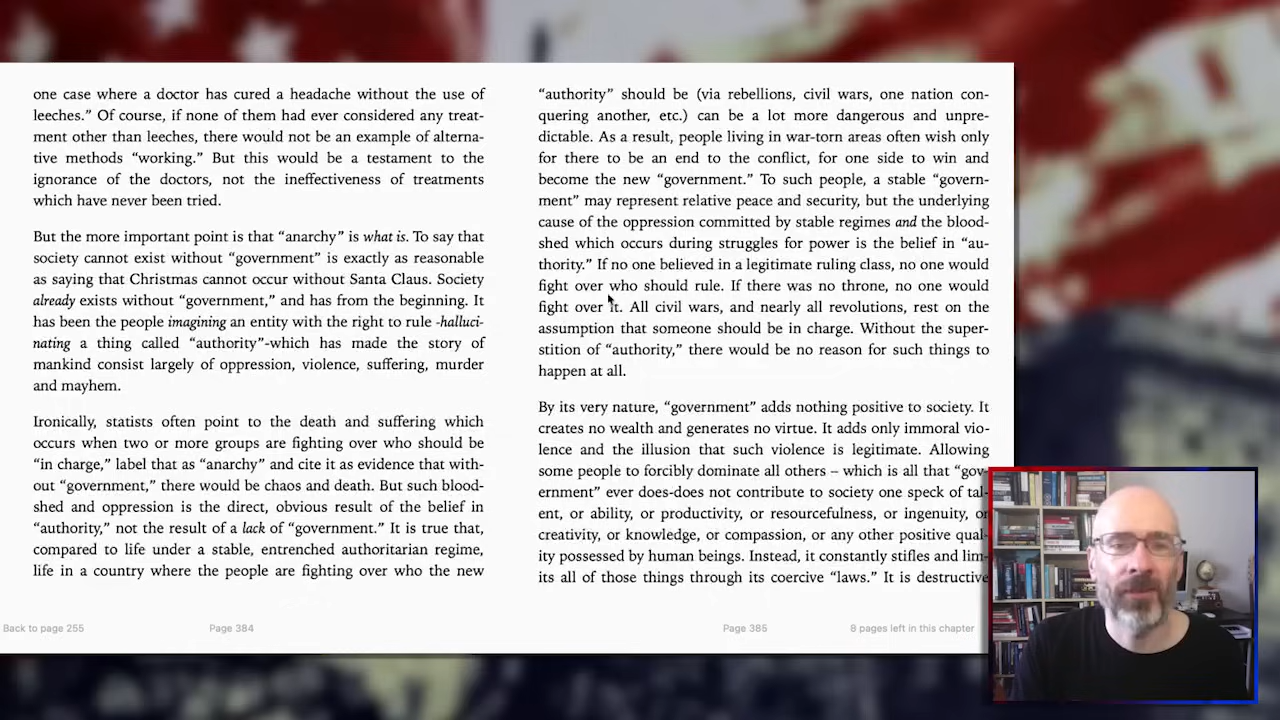 one case where a doctor has cured a headache without the use of
leeches.” Of course, if none of them had ever considered any treat-
ment other than leeches, there would not be an example of alterna-
tive methods “working.” But this would be a testament to the
ignorance of the doctors, not the ineffectiveness of treatments
which have never been tried.
But the more important point is that “anarchy” is what is. To say that
society cannot exist without “government” is exactly as reasonable
as saying that Christmas cannot occur without Santa Claus. Society
already exists without “government,” and has from the beginning. It
has been the people imagining an entity with the right to rule -halluci-
nating a thing called “authority”-which has made the story of
mankind consist largely of oppression, violence, suffering, murder
and mayhem.
Ironically, statists often point to the death and suffering which
occurs when two or more groups are fighting over who should be
“in charge,” label that as “anarchy” and cite it as evidence that with-
out “government,” there would be chaos and death. But such blood-
shed and oppression is the direct, obvious result of the belief in
“authority,” not the result of a lack of “government.” It is true that,
compared to life under a stable, entrenched authoritarian regime,
life in a country where the people are fighting over who the new
Back to page 255
Page 384
“authority” should be (via rebellions, civil wars, one nation con-
quering another, etc.) can be a lot more dangerous and unpre-
dictable. As a result, people living in war-torn areas often wish only
for there to be an end to the conflict, for one side to win and
become the new “government.” To such people, a stable “govern-
ment” may represent relative peace and security, but the underlying
cause of the oppression committed by stable regimes and the blood-
shed which occurs during struggles for power is the belief in “au-
thority.” If no one believed in a legitimate ruling class, no one would
fight over who should rule. If there was no throne, no one would
fight over it. All civil wars, and nearly all revolutions, rest on the
assumption that someone should be in charge. Without the super-
stition of “authority,” there would be no reason for such things to
happen at all.
By its very nature, “government” adds nothing positive to society. It
creates no wealth and generates no virtue. It adds only immoral vio-
lence and the illusion that such violence is legitimate. Allowing
some people to forcibly dominate all others – which is all that “gov-
ernment” ever does-does not contribute to society one speck of tal-
ent, or ability, or productivity, or resourcefulness, or ingenuity, or
creativity, or knowledge, or compassion, or any other positive qual-
ity possessed by human beings. Instead, it constantly stifles and lim-
its all of those things through its coercive “laws.” It is destructive
Page 385
8 pages left in this chapter